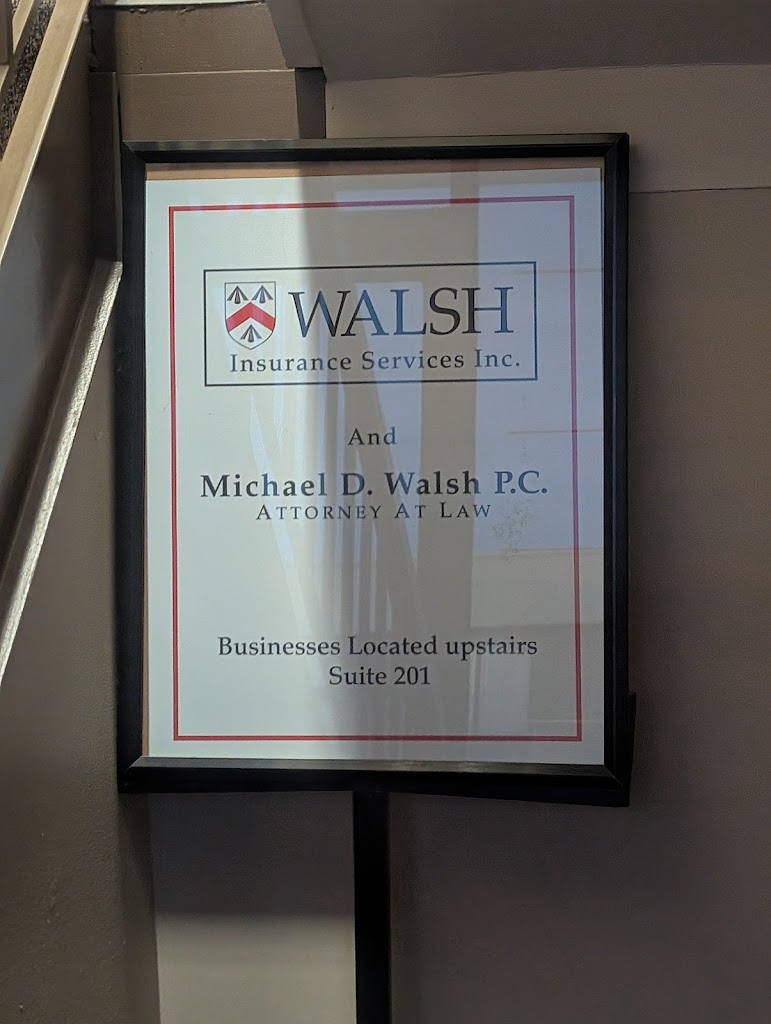 WALSH
Insurance Services Inc.
And
Michael D. Walsh P.C.
ATTORNEY AT LAW
Businesses Located upstairs
Suite 201